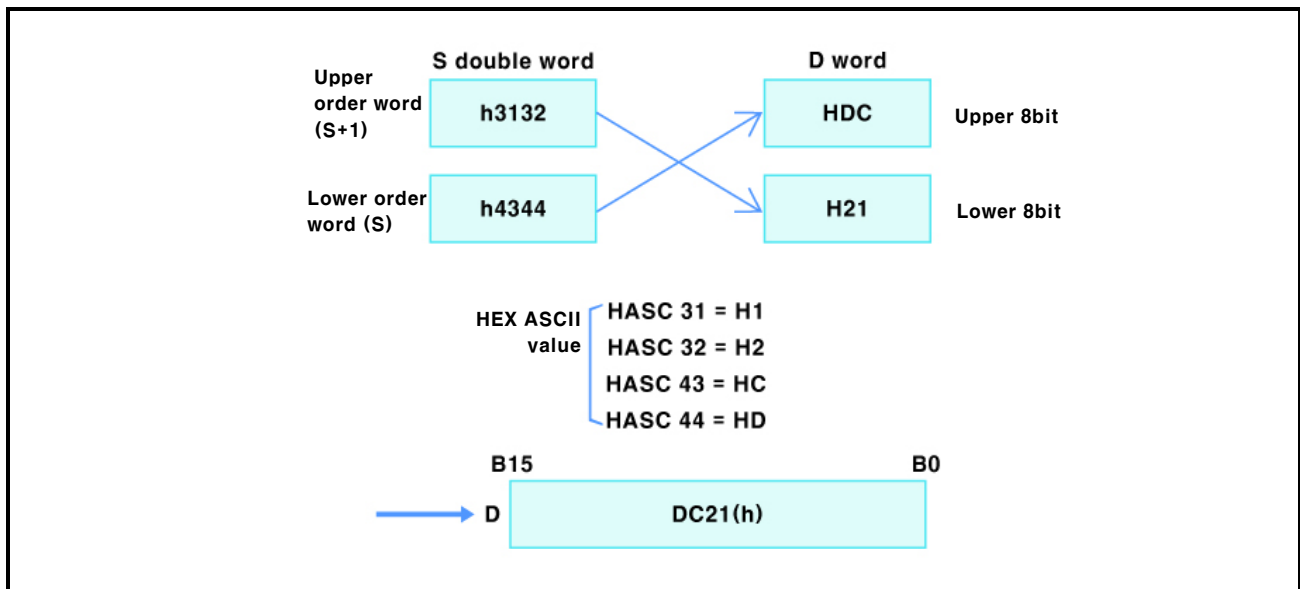 S double word
D word
Upper
order word
(S+1)
h3132
HDC
Upper 8bit
Lower order
word (S)
h4344
H21
Lower 8bit
HEX ASCII
value
HASC 31 = H1
HASC 32 = H2
HASC 43 = HC
HASC 44 = HD
B15
B0
D
DC21(h)